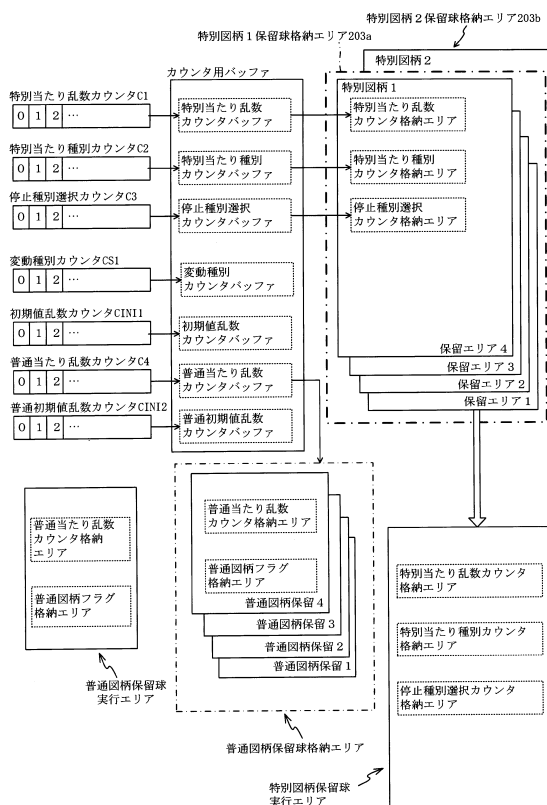 特別図柄2保留球格納エリア203b
特別図柄1保留球格納エリア203a
特別図柄2
カウンタ用バッファ
特別図柄1
特別当たり乱数カウンタC1
0 1 2 …
特別当たり乱数
カウンタバッファ
特別当たり乱数
カウンタ格納エリア
特別当たり種別カウンタC2
0 1 2 …
特別当たり種別
カウンタバッファ
特別当たり種別
カウンタ格納エリア
停止種別選択カウンタC3
0 1 2 …
停止種別選択
カウンタバッファ
停止種別選択
カウンタ格納エリア
変動種別カウンタCS1
0 1 2 …
変動種別
カウンタバッファ
初期値乱数カウンタCINI1
0 1 2 …
初期値乱数
カウンタバッファ
保留エリア4
保留エリア3
保留エリア2
保留エリア1
普通当たり乱数カウンタC4
0 1 2 …
普通当たり乱数
カウンタバッファ
普通初期値乱数カウンタCINI2
0 1 2 …
普通初期値乱数
カウンタバッファ
普通当たり乱数
カウンタ格納
エリア
普通図柄フラグ
格納エリア
普通図柄保留球
実行エリア
普通当たり乱数
カウンタ格納エリア
普通図柄フラグ
格納エリア
普通図柄保留4
普通図柄保留3
普通図柄保留2
普通図柄保留1
普通図柄保留球格納エリア
特別当たり乱数カウンタ
格納エリア
特別当たり種別カウンタ
格納エリア
停止種別選択カウンタ
格納エリア
特別図柄保留球
実行エリア